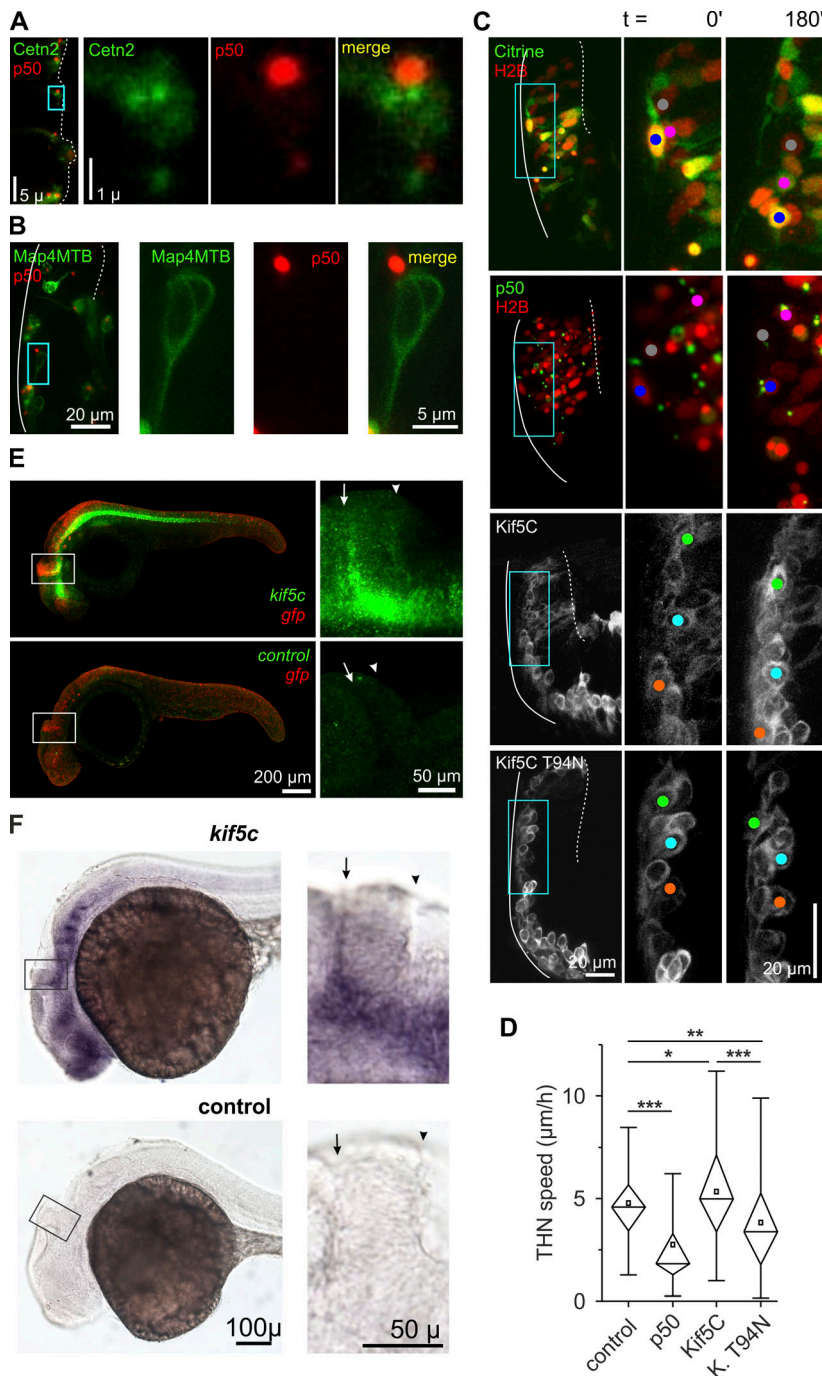 A
Cetn2
p50
5 µ
Cetn2
1 µ
p50
merge
B
Map4MTB
p50
20 µm
Map4MTB
p50
merge
5 µm
C
t = 0' 180'
Citrine
H2B
p50
H2B
Kif5C
Kif5C T94N
20 µm
20 µm
E
kif5c
gfp
control
gfp
200 µm
50 µm
F
kif5c
control
100µ
50 µ
D
THN speed (µm/h)
10
5
0
**
* ***
***
control
p50
Kif5C
K. T94N